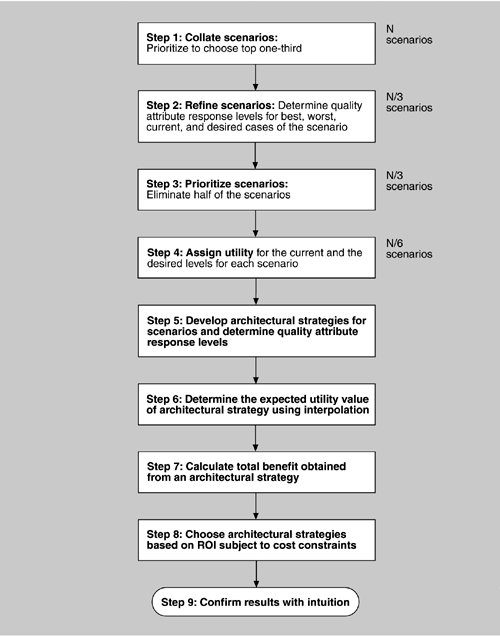 Step 1: Collate scenarios:
Prioritize to choose top one-third
N
scenarios
Step 2: Refine scenarios: Determine quality
attribute response levels for best, worst,
current, and desired cases of the scenario
N/3
scenarios
Step 3: Prioritize scenarios:
Eliminate half of the scenarios
N/3
scenarios
Step 4: Assign utility for the current and the
desired levels for each scenario
N/6
scenarios
Step 5: Develop architectural strategies for
scenarios and determine quality attribute
response levels
Step 6: Determine the expected utility value
of architectural strategy using interpolation
Step 7: Calculate total benefit obtained
from an architectural strategy
Step 8: Choose architectural strategies
based on ROI subject to cost constraints
Step 9: Confirm results with intuition